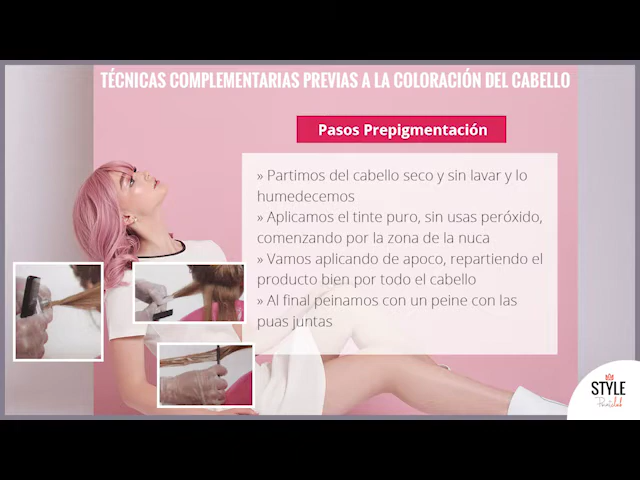 TÉCNICAS COMPLEMENTARIAS PREVIAS A LA COLORACIÓN DEL CABELLO
Pasos Prepigmentación
» Partimos del cabello seco y sin lavar y lo
humedecemos
» Aplicamos el tinte puro, sin usas peróxido,
comenzando por la zona de la nuca
» Vamos aplicando de apoco, repartiendo el
producto bien por todo el cabello
» Al final peinamos con un peine con las
puas juntas
STYLE